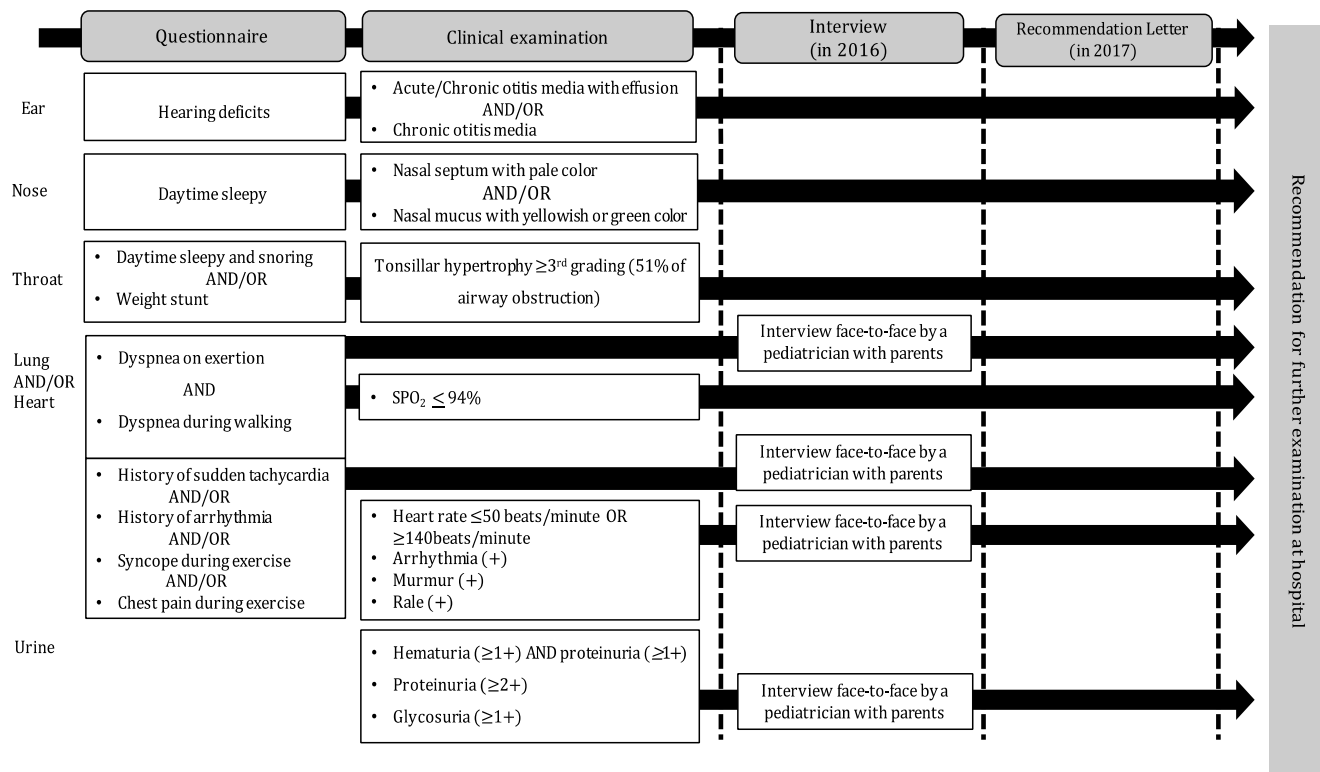 Questionnaire
Clinical examination
Interview
(in 2016)
Recommendation Letter
(in 2017)
Ear
Hearing deficits
• Acute/Chronic otitis media with effusion
AND/OR
• Chronic otitis media
Nose
Daytime sleepy
• Nasal septum with pale color
AND/OR
• Nasal mucus with yellowish or green color
Throat
• Daytime sleepy and snoring
AND/OR
• Weight stunt
Tonsillar hypertrophy ≥3rd grading (51% of
airway obstruction)
Lung
AND/OR
Heart
• Dyspnea on exertion
AND
• Dyspnea during walking
Interview face-to-face by a
pediatrician with parents
• SPO₂ ≤ 94%
• History of sudden tachycardia
AND/OR
• History of arrhythmia
AND/OR
• Syncope during exercise
AND/OR
• Chest pain during exercise
Interview face-to-face by a
pediatrician with parents
• Heart rate ≤50 beats/minute OR
≥140beats/minute
• Arrhythmia (+)
• Murmur (+)
• Rale (+)
Interview face-to-face by a
pediatrician with parents
Urine
• Hematuria (≥1+) AND proteinuria (≥1+)
• Proteinuria (≥2+)
• Glycosuria (≥1+)
Interview face-to-face by a
pediatrician with parents
Recommendation for further examination at hospital